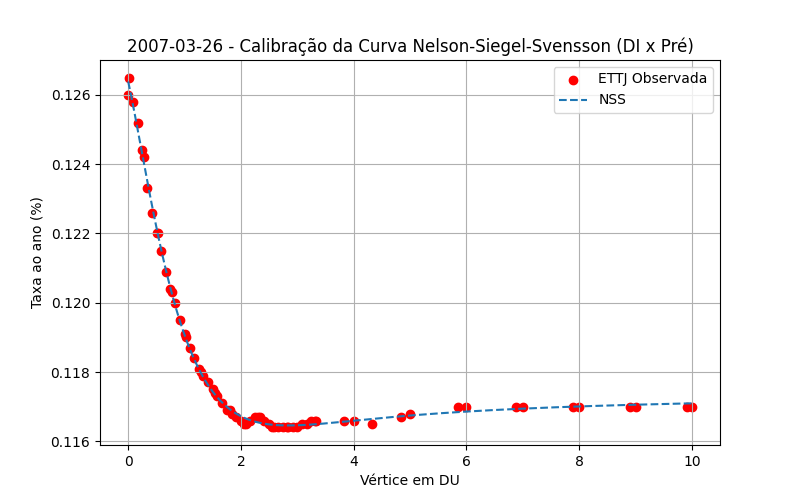 2007-03-26 - Calibração da Curva Nelson-Siegel-Svensson (DI x Pré)
ETTJ Observada
NSS
Taxa ao ano (%)
0.126
0.124
0.122
0.120
0.118
0.116
0
2
4
6
8
10
Vértice em DU